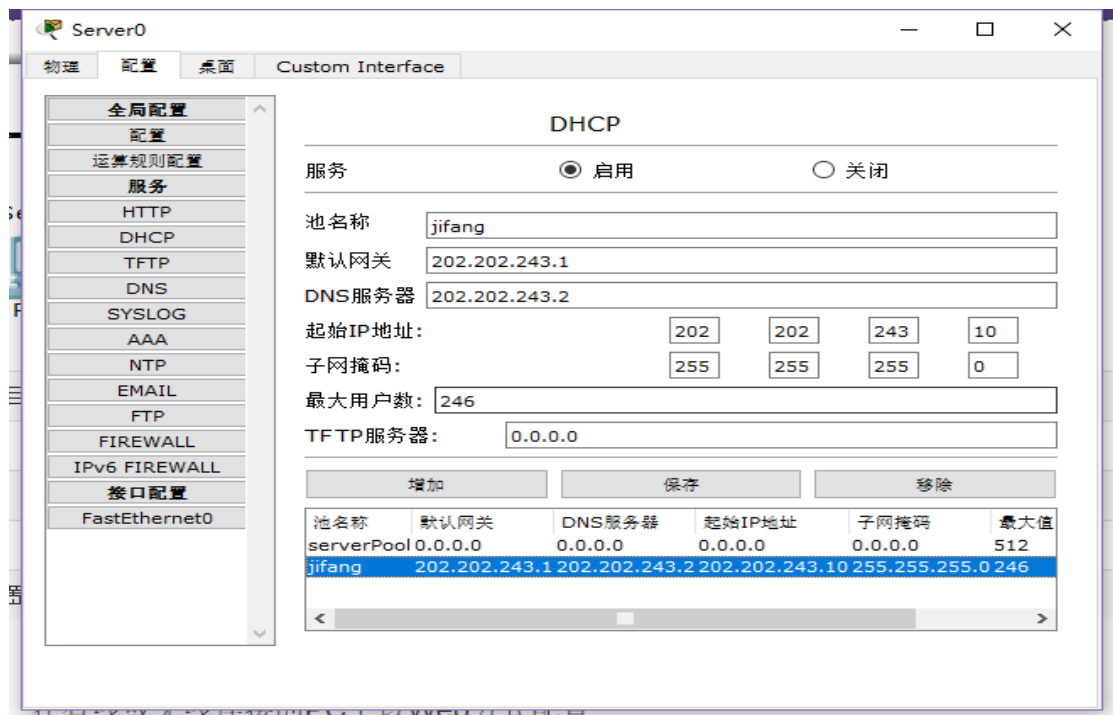 Server0
物理 配置 桌面 Custom Interface
全局配置
配置
运算规则配置
服务
HTTP
DHCP
TFTP
DNS
SYSLOG
AAA
NTP
EMAIL
FTP
FIREWALL
IPv6 FIREWALL
接口配置
FastEthernet0
DHCP
服务 启用 关闭
池名称 jifang
默认网关 202.202.243.1
DNS服务器 202.202.243.2
起始IP地址: 202 202 243 10
子网掩码: 255 255 255 0
最大用户数: 246
TFTP服务器: 0.0.0.0
增加 保存 移除
池名称 默认网关 DNS服务器 起始IP地址 子网掩码 最大值
serverPool 0.0.0.0 0.0.0.0 0.0.0.0 0.0.0.0 512
jifang 202.202.243.1 202.202.243.2 202.202.243.10 255.255.255.0 246